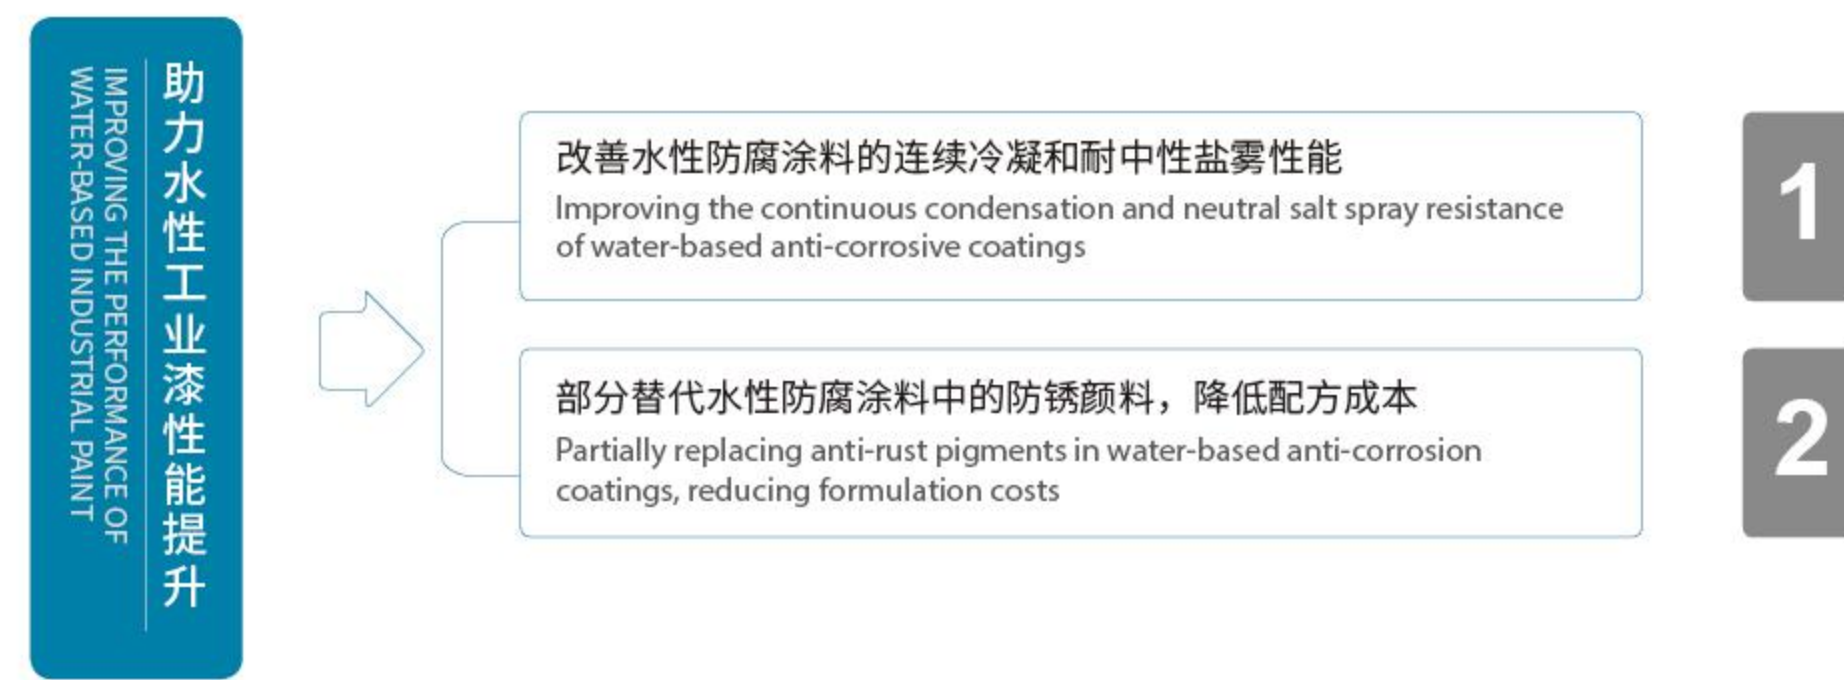 助力水性工业漆性能提升
IMPROVING THE PERFORMANCE OF
WATER-BASED INDUSTRIAL PAINT
改善水性防腐涂料的连续冷凝和耐中性盐雾性能
Improving the continuous condensation and neutral salt spray resistance
of water-based anti-corrosive coatings
1
部分替代水性防腐涂料中的防锈颜料，降低配方成本
Partially replacing anti-rust pigments in water-based anti-corrosion
coatings, reducing formulation costs
2